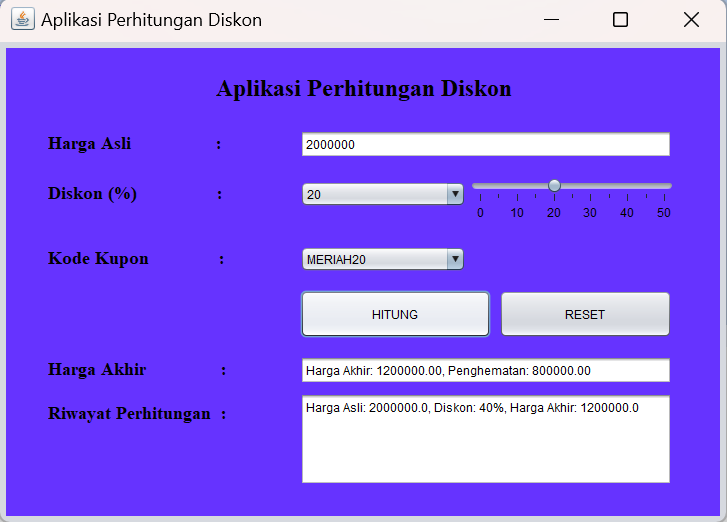 Aplikasi Perhitungan Diskon
Aplikasi Perhitungan Diskon
Harga Asli : 2000000
Diskon (%) : 20
0 10 20 30 40 50
Kode Kupon : MERIAH20
HITUNG RESET
Harga Akhir : Harga Akhir: 1200000.00, Penghematan: 800000.00
Riwayat Perhitungan : Harga Asli: 2000000.0, Diskon: 40%, Harga Akhir: 1200000.0